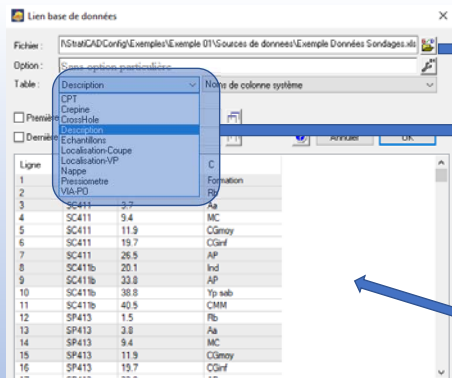 Lien base de données
Fichier : \\StratiCADConfig\Exemples\Exemple 01\Sources de donnees\Exemple Données Sondages.xls
Option : Sans option particulière
Table : Description Noms de colonne système
CPT
Crepine
Première CrossHole
Description
Dernière Echantillons Annuler OK
Localisation-Coupe
Localisation-VP
Nappe
Pressiometre
VIA-PO
Ligne C
1 Formation
2 Rb
3 SC411 3.7 Aa
4 SC411 9.4 MC
5 SC411 11.9 CGmoy
6 SC411 19.7 CGinf
7 SC411 26.5 AP
8 SC411b 20.1 Ind
9 SC411b 33.8 AP
10 SC411b 38.8 Yp sab
11 SC411b 40.5 CMM
12 SP413 1.5 Rb
13 SP413 3.8 Aa
14 SP413 9.4 MC
15 SP413 11.9 CGmoy
16 SP413 19.7 CGinf